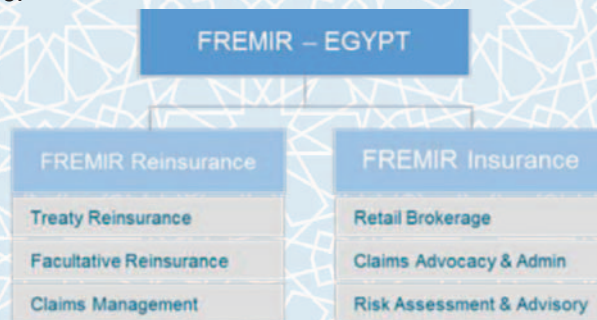 FREMIR – EGYPT
FREMIR Reinsurance
Treaty Reinsurance
Facultative Reinsurance
Claims Management
FREMIR Insurance
Retail Brokerage
Claims Advocacy & Admin
Risk Assessment & Advisory